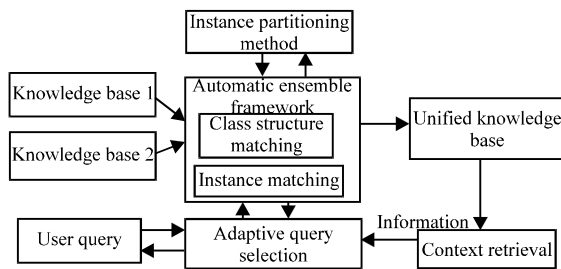 Instance partitioning
method
Knowledge base 1
Knowledge base 2
Automatic ensemble
framework
Class structure
matching
Instance matching
Unified knowledge
base
User query
Adaptive query
selection
Information
Context retrieval